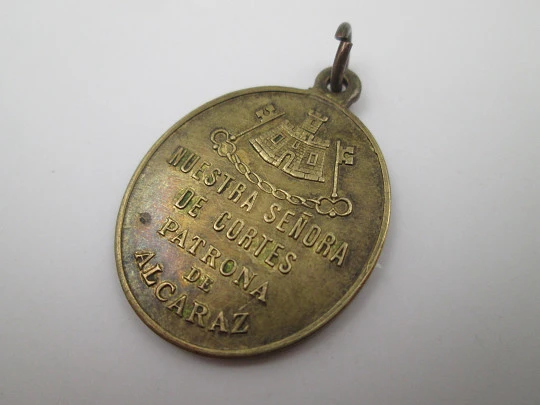 NUESTRA SEÑORA
DE CORTES
PATRONA
DE
ALCARAZ